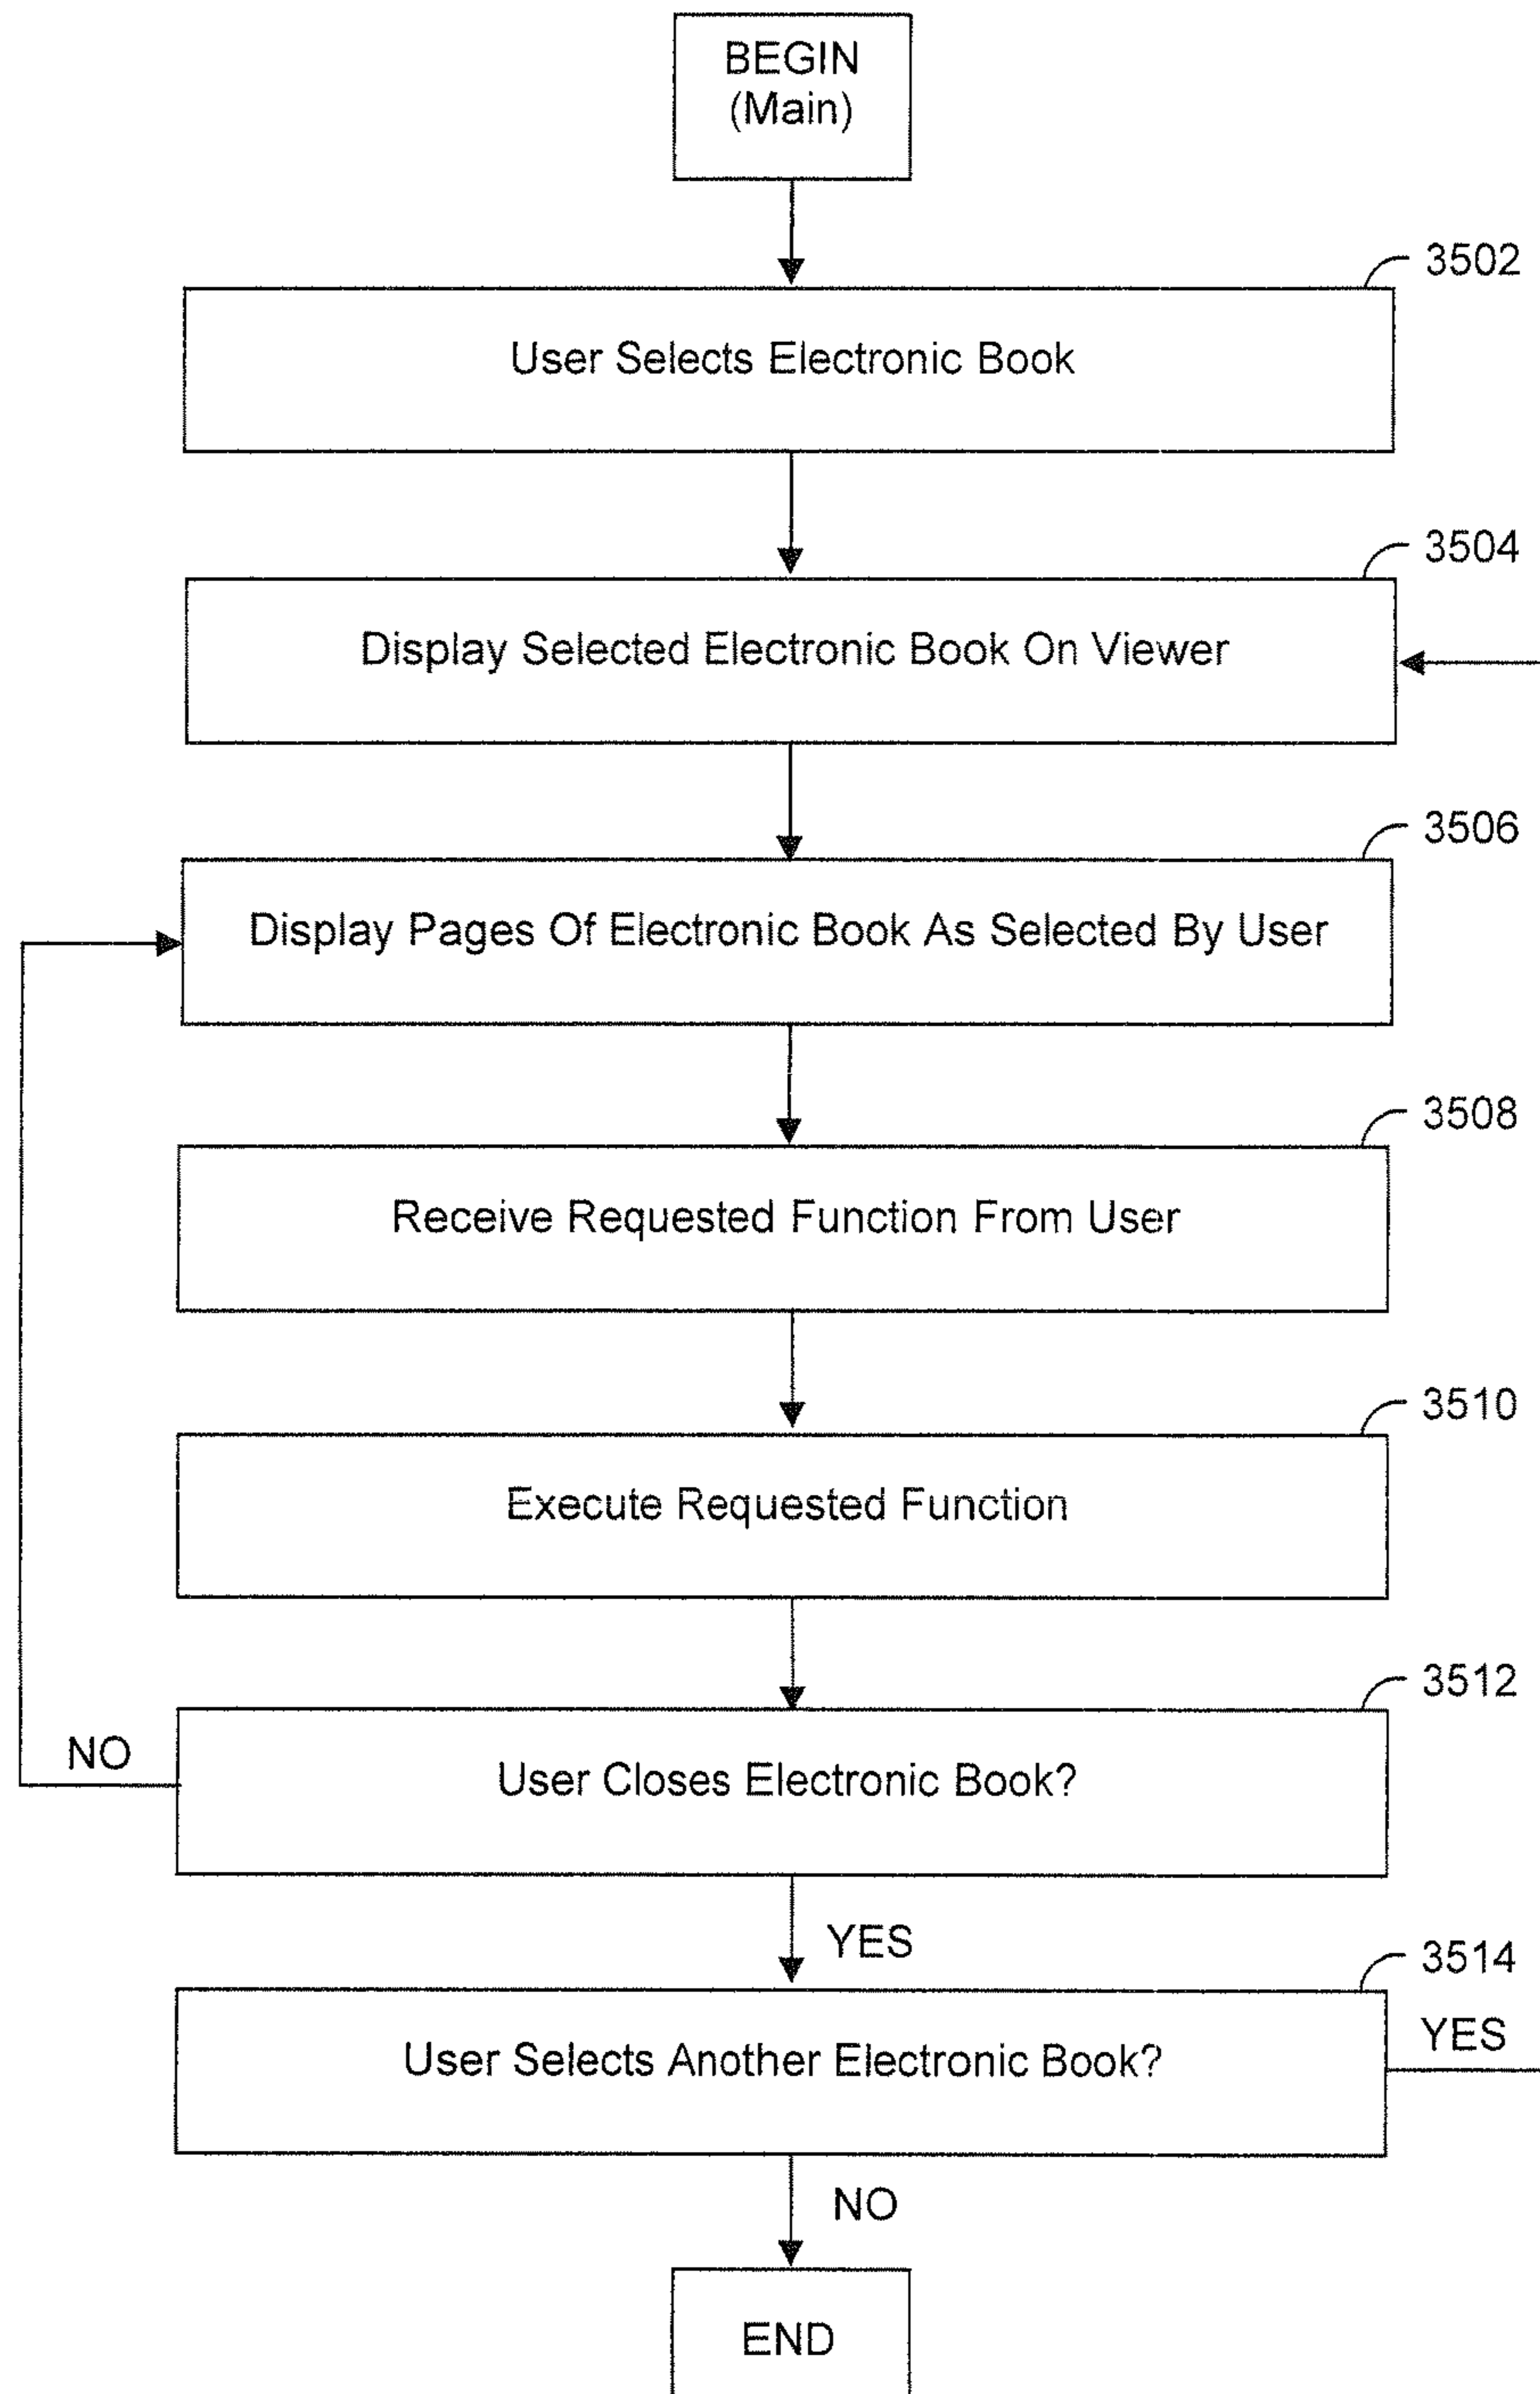 BEGIN
(Main)
3502
User Selects Electronic Book
3504
Display Selected Electronic Book On Viewer
3506
Display Pages Of Electronic Book As Selected By User
3508
Receive Requested Function From User
3510
Execute Requested Function
3512
NO
User Closes Electronic Book?
YES
3514
User Selects Another Electronic Book?
YES
NO
END